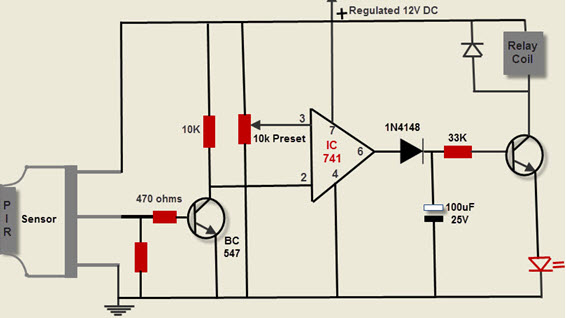 + Regulated 12V DC
Relay
Coil
1N4148
33K
10K
3
10k Preset
7
IC
741
6
2
4
470 ohms
100uF
25V
PIR
Sensor
BC
547